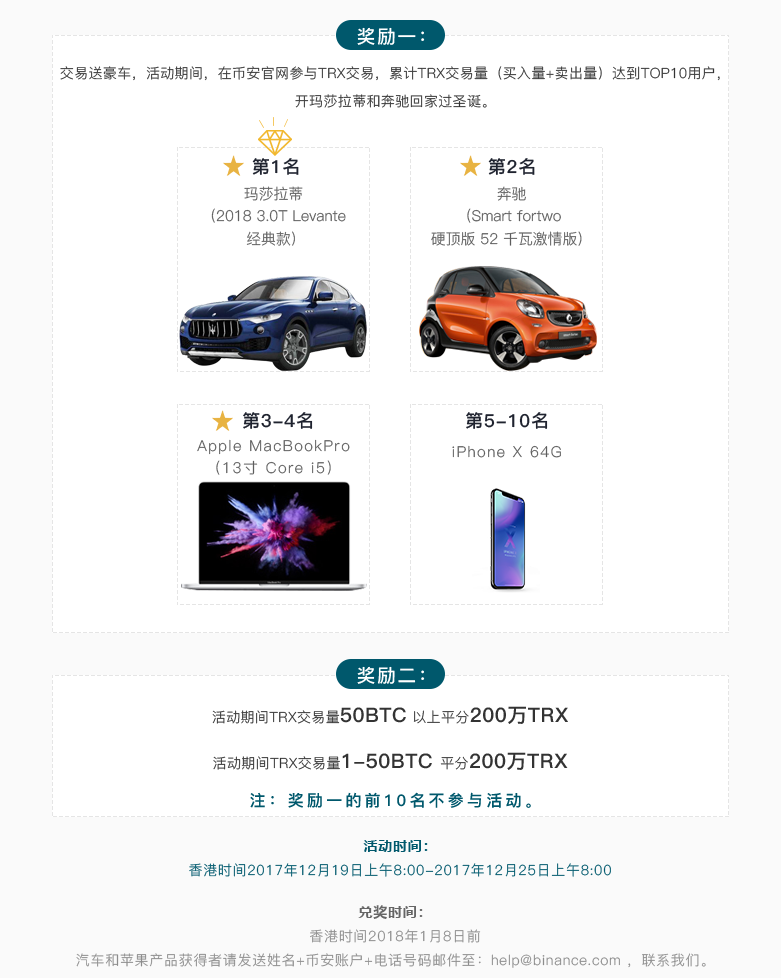 奖励一：
交易送豪车，活动期间，在币安官网参与TRX交易，累计TRX交易量（买入量+卖出量）达到TOP10用户，
开玛莎拉蒂和奔驰回家过圣诞。
第1名
玛莎拉蒂
（2018 3.0T Levante
经典款）
第2名
奔驰
（Smart fortwo
硬顶版 52 千瓦激情版）
第3-4名
Apple MacBookPro
（13寸 Core i5）
第5-10名
iPhone X 64G
奖励二：
活动期间TRX交易量50BTC 以上平分200万TRX
活动期间TRX交易量1-50BTC 平分200万TRX
注：奖励一的前10名不参与活动。
活动时间：
香港时间2017年12月19日上午8:00-2017年12月25日上午8:00
兑奖时间：
香港时间2018年1月8日前
汽车和苹果产品获得者请发送姓名+币安账户+电话号码邮件至：help@binance.com ，联系我们。